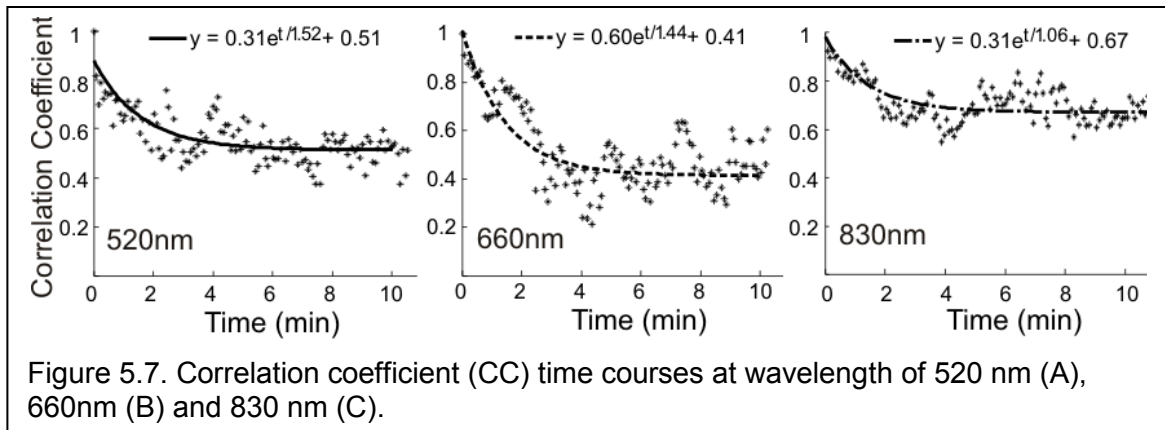 1
0.8
0.6
0.4
0.2
Correlation Coefficient
y = 0.31e^t/1.52 + 0.51
520nm
0 2 4 6 8 10
Time (min)
1
0.8
0.6
0.4
0.2
y = 0.60e^t/1.44 + 0.41
660nm
0 2 4 6 8 10
Time (min)
1
0.8
0.6
0.4
0.2
y = 0.31e^t/1.06 + 0.67
830nm
0 2 4 6 8 10
Time (min)
Figure 5.7. Correlation coefficient (CC) time courses at wavelength of 520 nm (A),
660nm (B) and 830 nm (C).